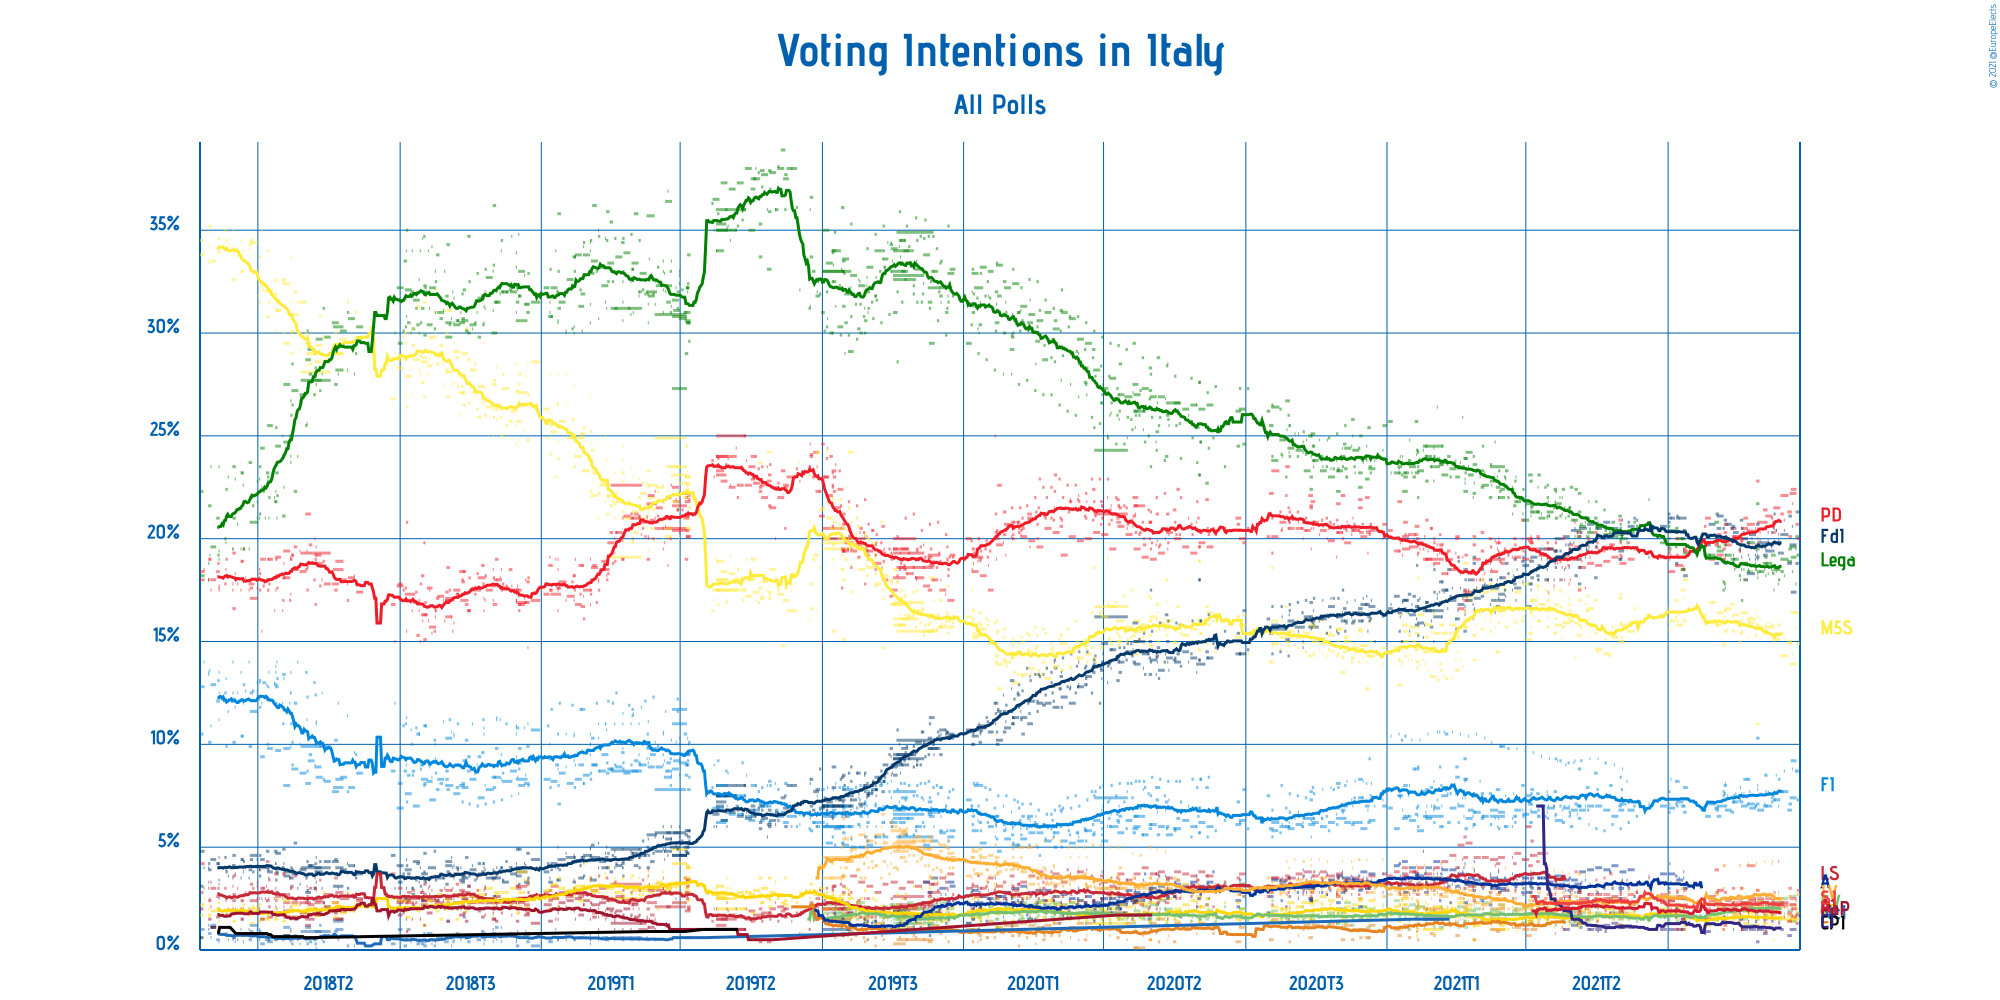 Voting Intentions in Italy
All Polls
© 2021 @EuropeElects
35%
30%
25%
20%
15%
10%
5%
0%
PD
FdI
Lega
M5S
FI
LS
A
CPI
2018T2
2018T3
2019T1
2019T2
2019T3
2020T1
2020T2
2020T3
2021T1
2021T2